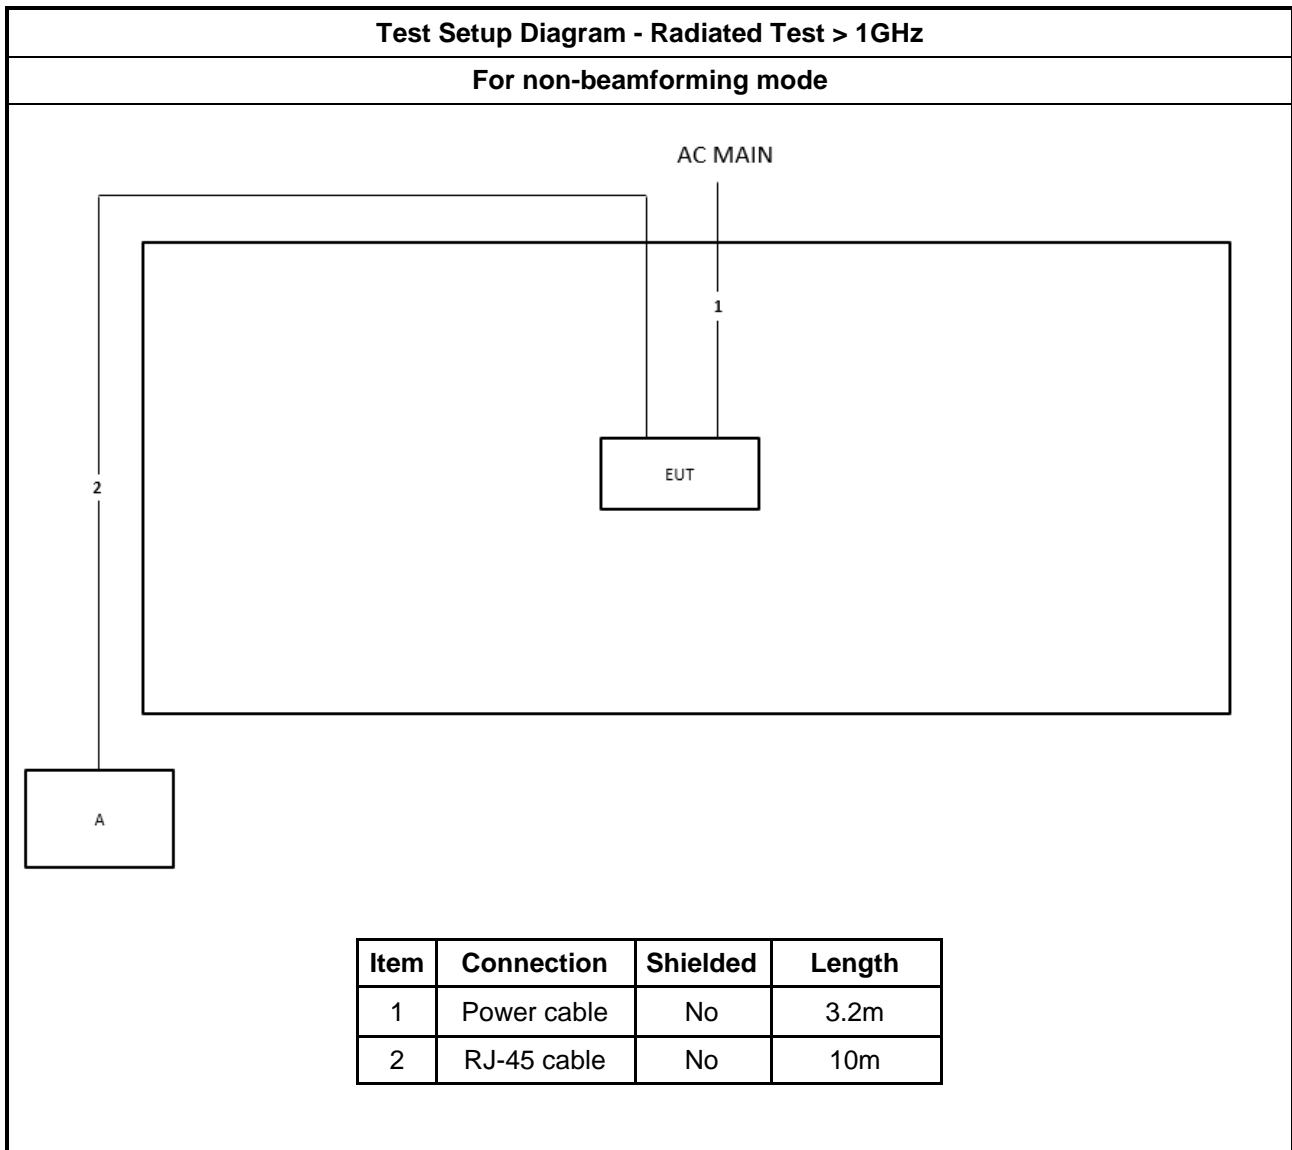 Test Setup Diagram - Radiated Test > 1GHz
For non-beamforming mode
AC MAIN
1
EUT
2
A
Item Connection Shielded Length
1 Power cable No 3.2m
2 RJ-45 cable No 10m